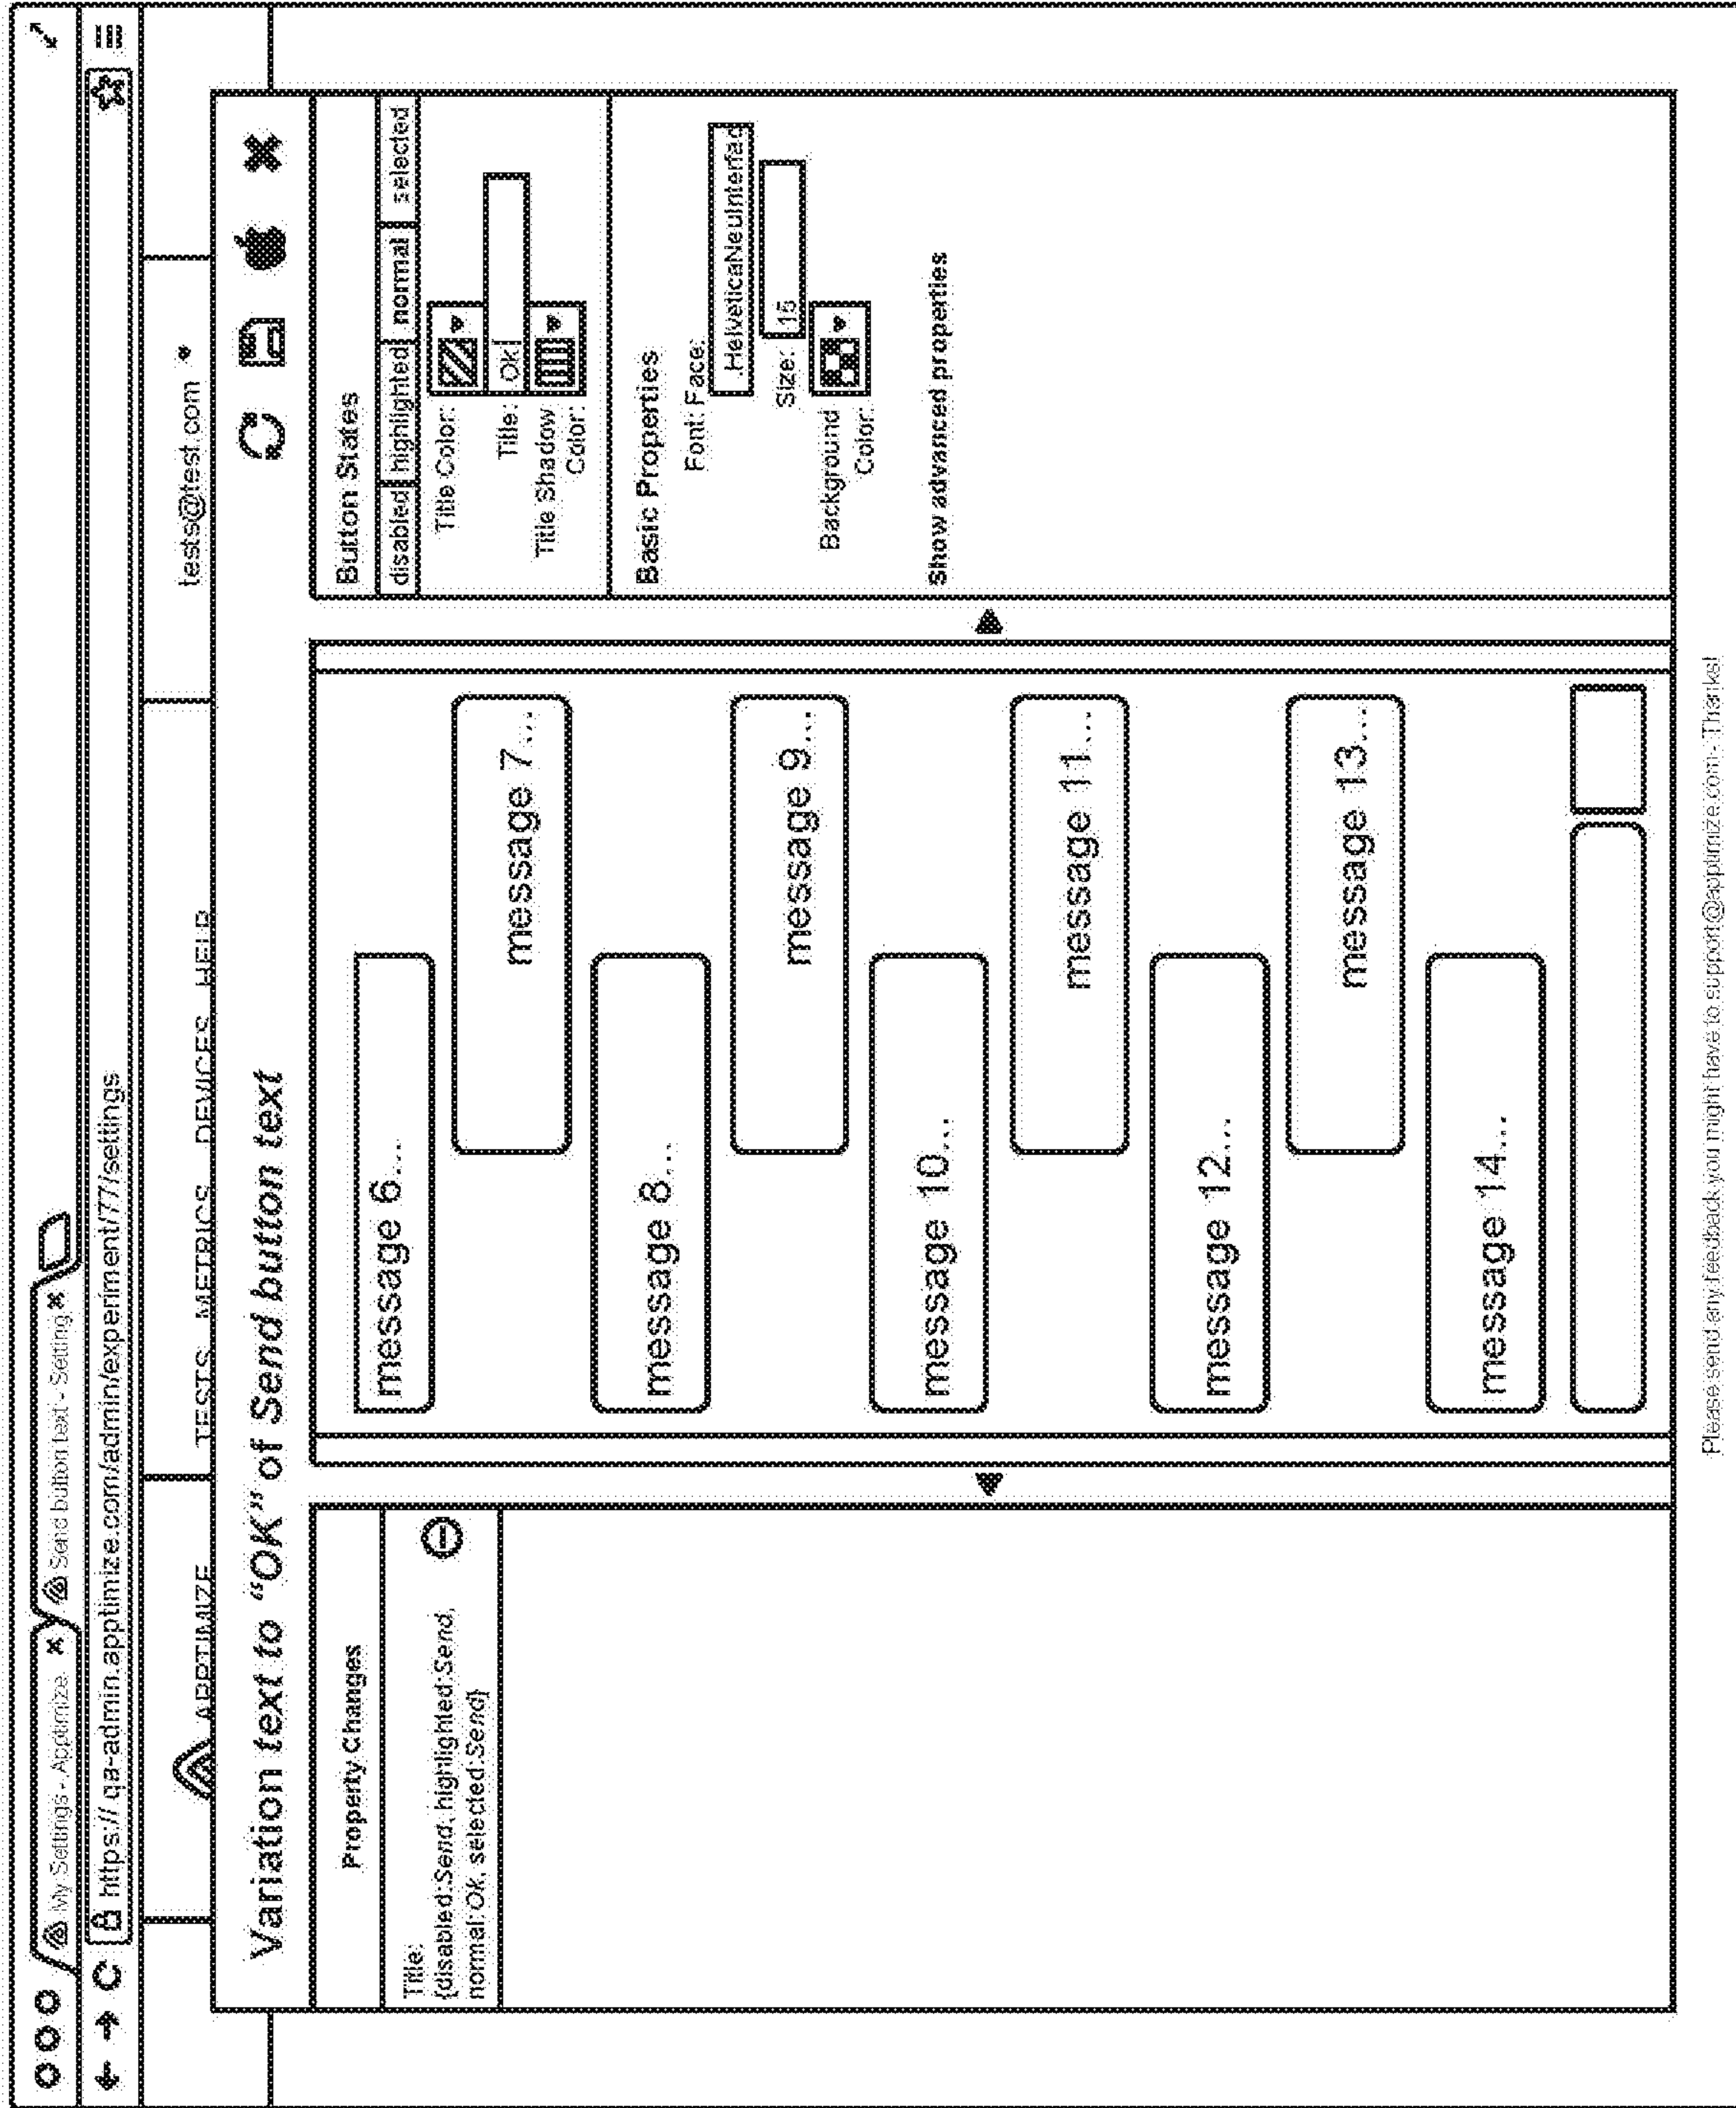 My Settings - Apptimize
Send button text - Setting
https:// qa-admin.apptimize.com/admin/experiment/77/settings
APPTIMIZE
TESTS METRICS DEVICES HELP
tests@test.com
Variation text to “OK” of Send button text
Property Changes
Title:
{disabled:Send, highlighted:Send,
normal:Ok, selected:Send}
message 6...
message 7...
message 8...
message 9...
message 10...
message 11...
message 12...
message 13...
message 14...
Button States
disabled highlighted normal selected
Title Color:
Title: Ok
Title Shadow
Color:
Basic Properties
Font: Face:
.HelveticaNeuInterfac
Size: 15
Background
Color:
Show advanced properties
Please send any feedback you might have to support@apptimize.com - Thanks!